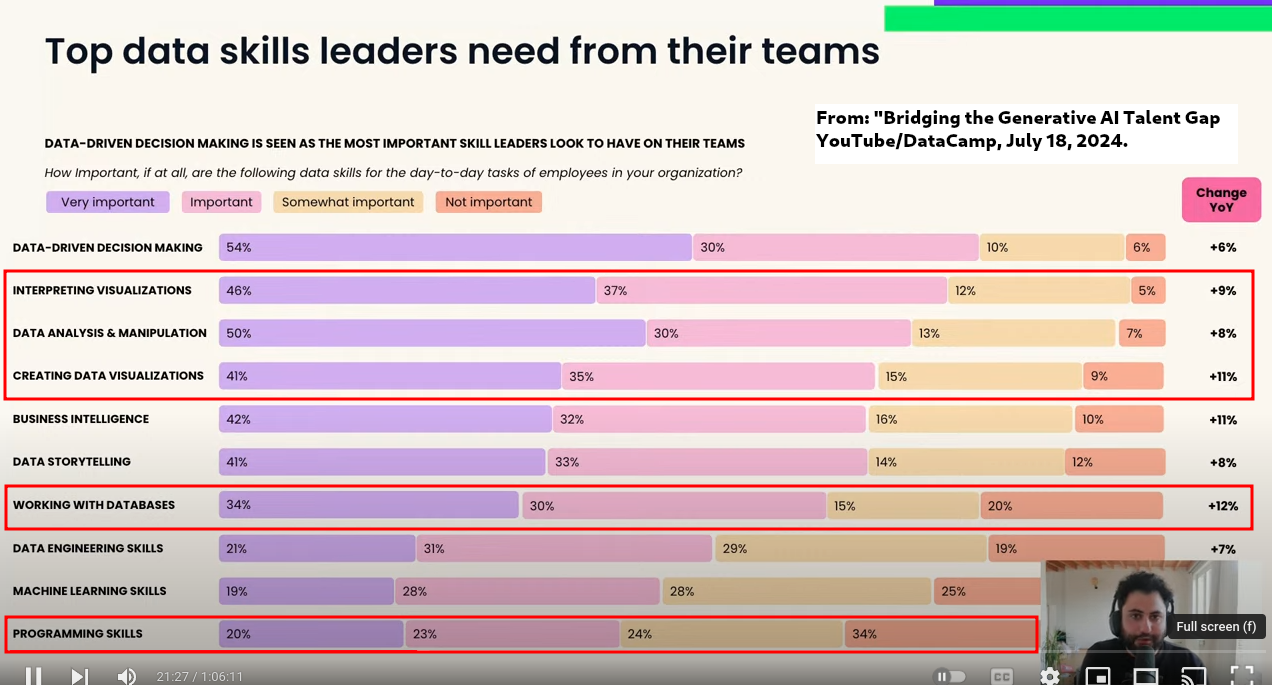 Top data skills leaders need from their teams
From: "Bridging the Generative AI Talent Gap
YouTube/DataCamp, July 18, 2024.
DATA-DRIVEN DECISION MAKING IS SEEN AS THE MOST IMPORTANT SKILL LEADERS LOOK TO HAVE ON THEIR TEAMS
How Important, if at all, are the following data skills for the day-to-day tasks of employees in your organization?
Very important Important Somewhat important Not important
Change
YoY
DATA-DRIVEN DECISION MAKING 54% 30% 10% 6% +6%
INTERPRETING VISUALIZATIONS 46% 37% 12% 5% +9%
DATA ANALYSIS & MANIPULATION 50% 30% 13% 7% +8%
CREATING DATA VISUALIZATIONS 41% 35% 15% 9% +11%
BUSINESS INTELLIGENCE 42% 32% 16% 10% +11%
DATA STORYTELLING 41% 33% 14% 12% +8%
WORKING WITH DATABASES 34% 30% 15% 20% +12%
DATA ENGINEERING SKILLS 21% 31% 29% 19% +7%
MACHINE LEARNING SKILLS 19% 28% 28% 25%
PROGRAMMING SKILLS 20% 23% 24% 34%
Full screen (f)
21:27 / 1:06:11 CC